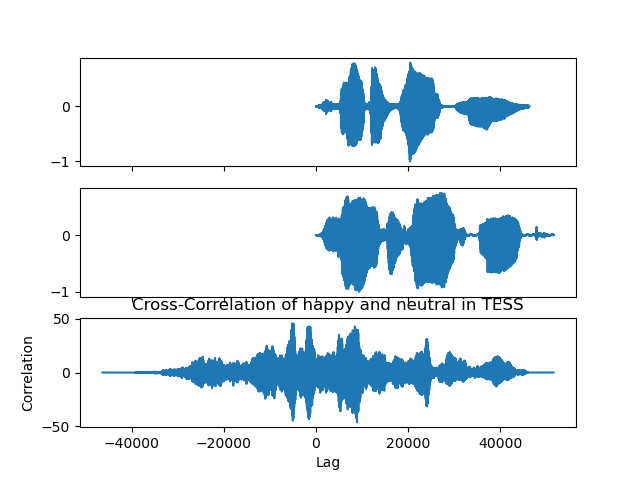 0
−1
0
−1
Cross-Correlation of happy and neutral in TESS
50
0
−50
Correlation
−40000 −20000 0 20000 40000
Lag